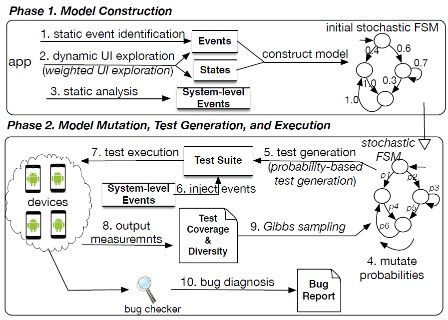 Phase 1. Model Construction
1. static event identification
Events
2. dynamic UI exploration
(weighted UI exploration)
app
States
construct model
3. static analysis
System-level
Events
initial stochastic FSM
0.4
0.6
0.7
1.0
0.3
1.0
Phase 2. Model Mutation, Test Generation, and Execution
7. test execution
Test Suite
5. test generation
(probability-based
test generation)
stochastic
FSM
p1
p2
p3
p4
p5
p6
devices
System-level
Events
6. inject events
8. output
measuremnts
Test
Coverage
&
Diversity
9. Gibbs sampling
4. mutate
probabilities
10. bug diagnosis
bug checker
Bug
Report